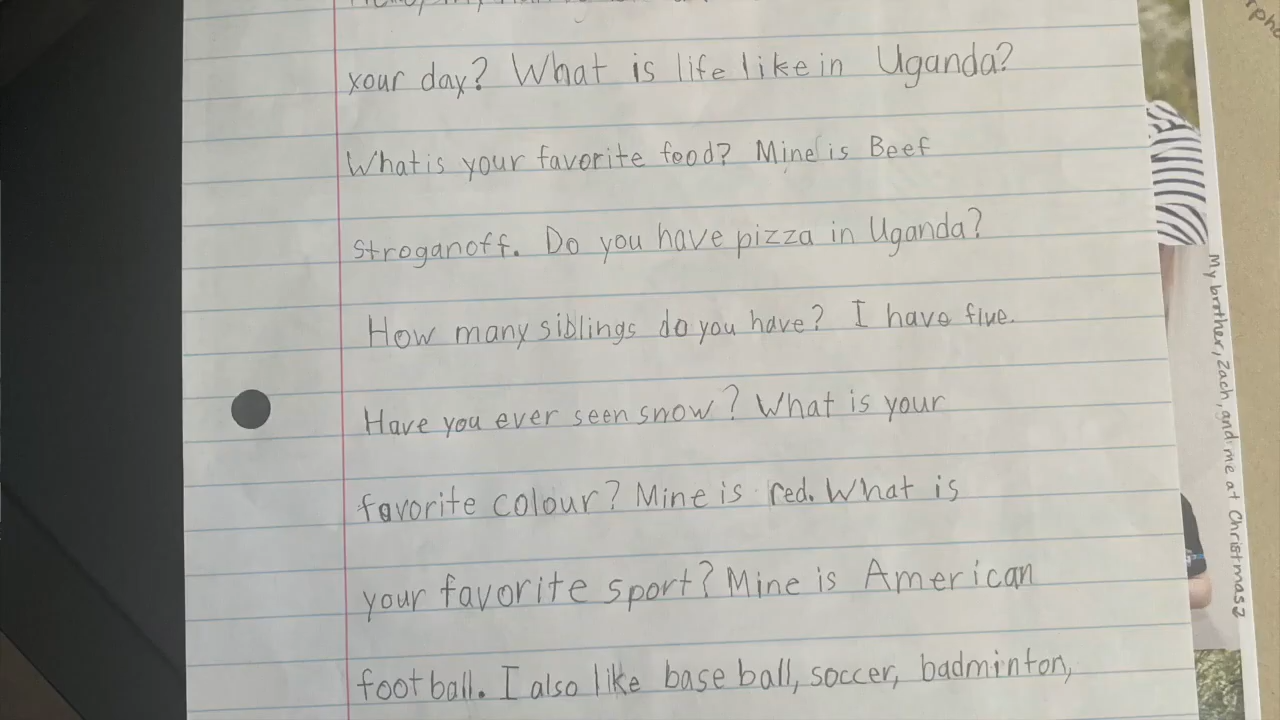 your day? What is life like in Uganda?
What is your favorite food? Mine is Beef
stroganoff. Do you have pizza in Uganda?
How many siblings do you have? I have five.
Have you ever seen snow? What is your
favorite colour? Mine is red. What is
your favorite sport? Mine is American
football. I also like base ball, soccer, badminton,
My brother, Zach, and me at Christmas2